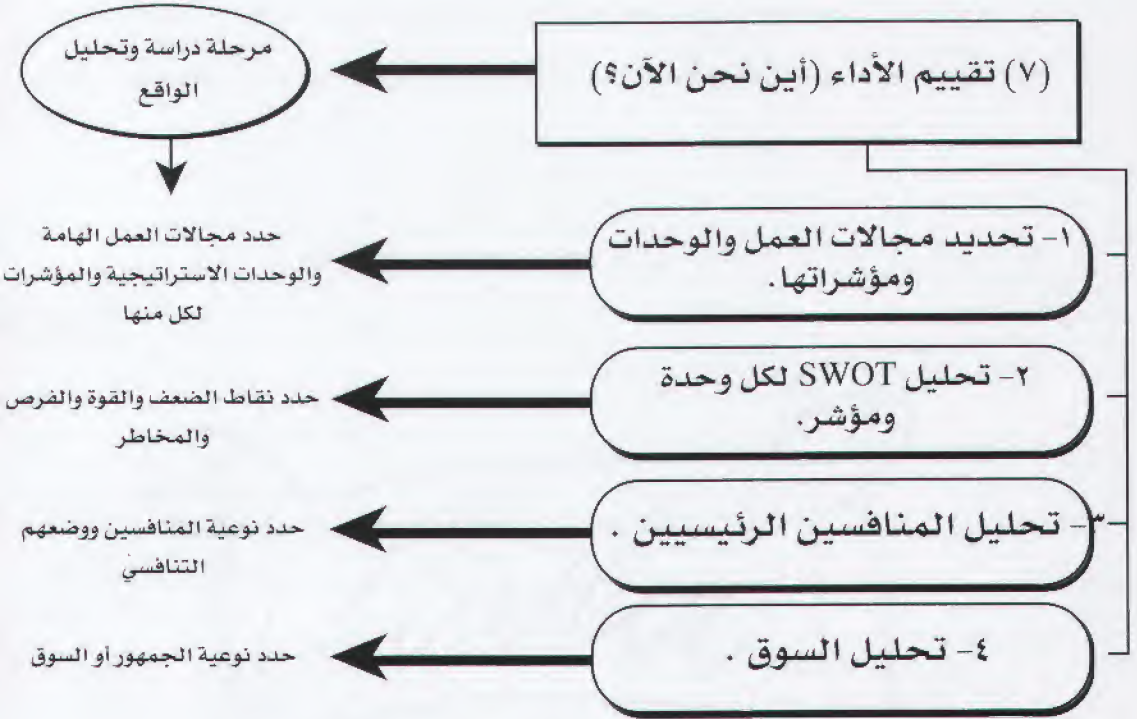 (٧) تقييم الأداء (أين نحن الآن؟)
مرحلة دراسة وتحليل
الواقع
١- تحديد مجالات العمل والوحدات
ومؤشراتها.
حدد مجالات العمل الهامة
والوحدات الاستراتيجية والمؤشرات
لكل منها
٢- تحليل SWOT لكل وحدة
ومؤشر.
حدد نقاط الضعف والقوة والفرص
والمخاطر
٣- تحليل المنافسين الرئيسيين .
حدد نوعية المنافسين ووضعهم
التنافسي
٤- تحليل السوق .
حدد نوعية الجمهور أو السوق